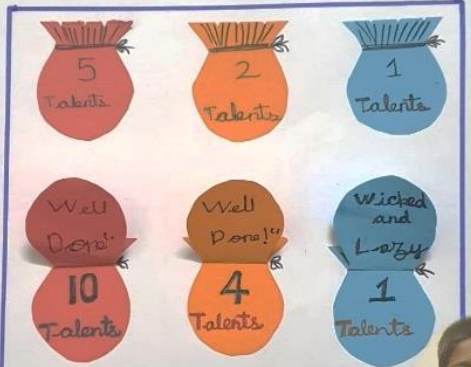 5
Talents
2
Talents
1
Talents
Well
Done!"
Well
Done!"
Wicked
and
Lazy
10
Talents
4
Talents
1
Talents